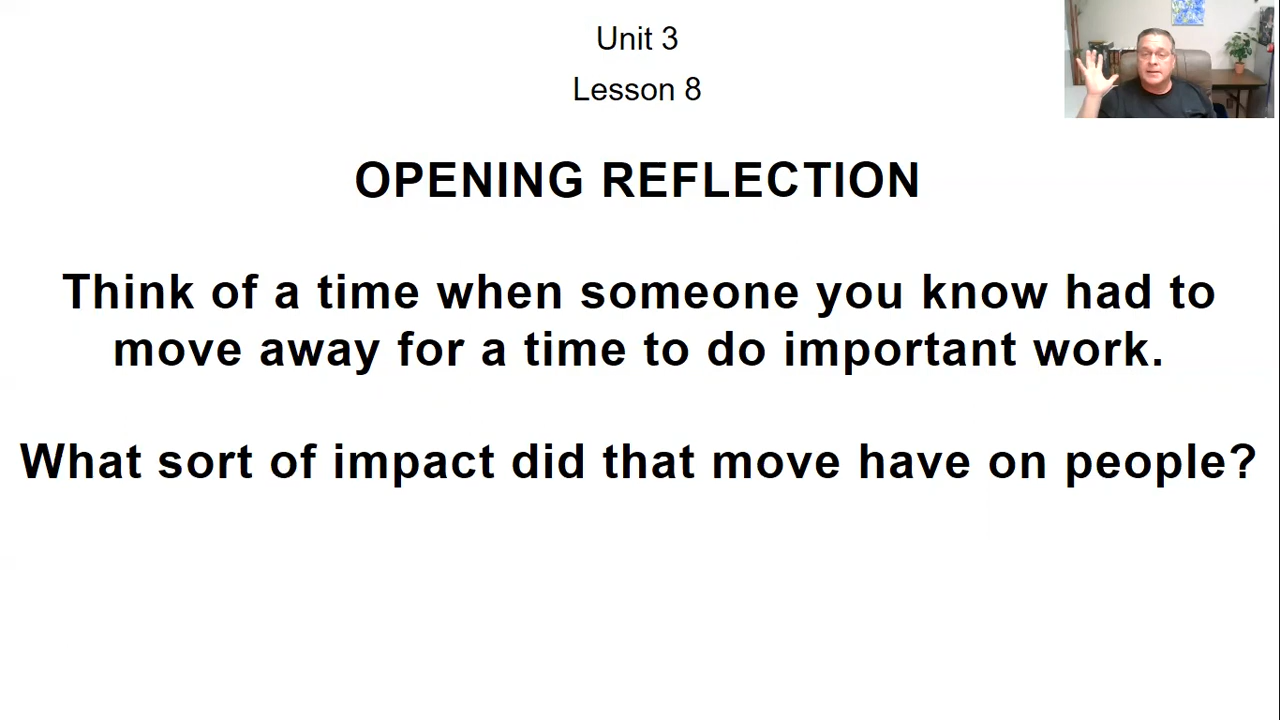 Unit 3
Lesson 8
OPENING REFLECTION
Think of a time when someone you know had to
move away for a time to do important work.
What sort of impact did that move have on people?